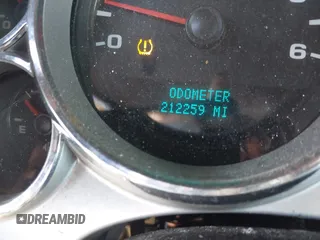 0 6
ODOMETER
212259 MI
E
DREAMBID